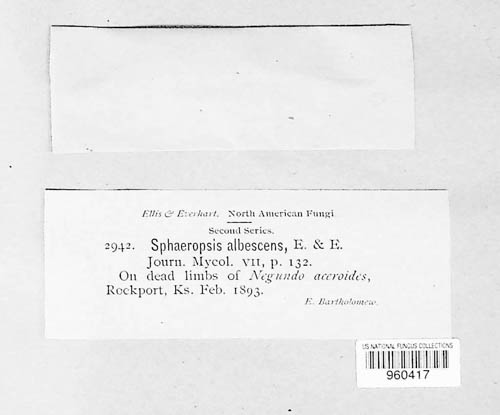 Ellis & Everhart, North American Fungi
Second Series.
2942. Sphaeropsis albescens, E. & E.
Journ. Mycol. VII, p. 132.
On dead limbs of Negundo aceroides,
Rockport, Ks. Feb. 1893.
E. Bartholomew.
US NATIONAL FUNGUS COLLECTIONS
960417